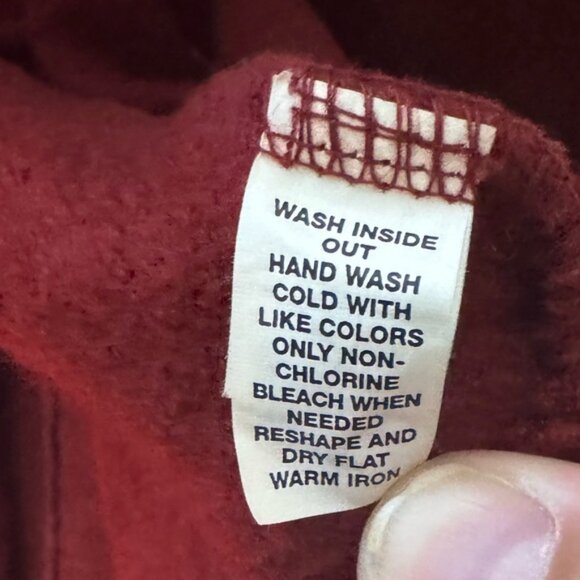 WASH INSIDE
OUT
HAND WASH
COLD WITH
LIKE COLORS
ONLY NON-
CHLORINE
BLEACH WHEN
NEEDED
RESHAPE AND
DRY FLAT
WARM IRON